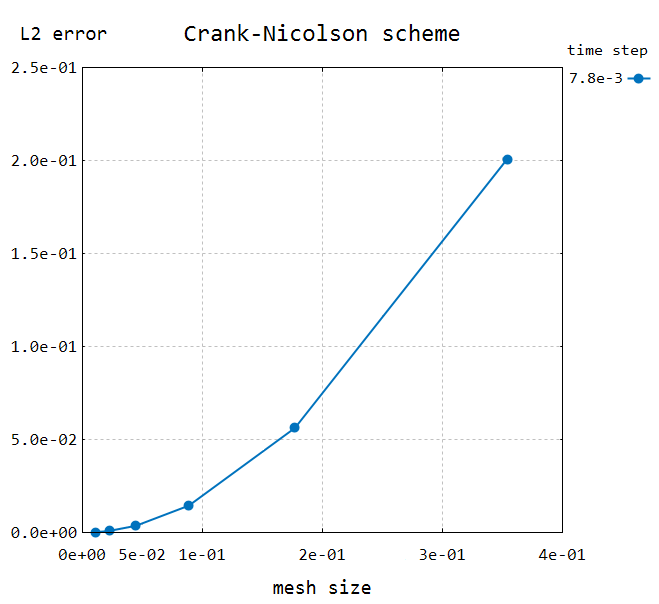 L2 error
Crank-Nicolson scheme
time step
7.8e-3
2.5e-01
2.0e-01
1.5e-01
1.0e-01
5.0e-02
0.0e+00
0e+00 5e-02 1e-01 2e-01 3e-01 4e-01
mesh size